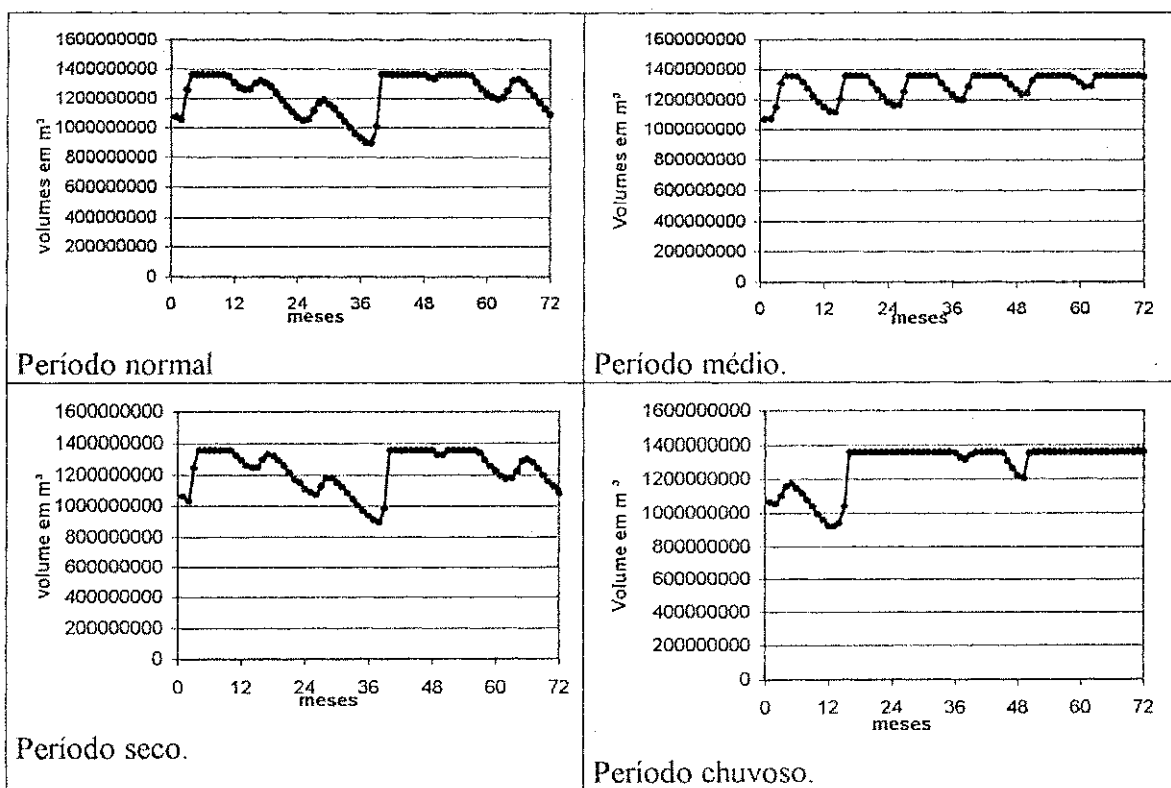 volumes em m³
1600000000
1400000000
1200000000
1000000000
800000000
600000000
400000000
200000000
0
0 12 24 36 48 60 72
meses
Período normal
Volumes em m³
1600000000
1400000000
1200000000
1000000000
800000000
600000000
400000000
200000000
0
0 12 24 36 48 60 72
meses
Período médio.
volume em m³
1600000000
1400000000
1200000000
1000000000
800000000
600000000
400000000
200000000
0
0 12 24 36 48 60 72
meses
Período seco.
Volume em m³
1600000000
1400000000
1200000000
1000000000
800000000
600000000
400000000
200000000
0
0 12 24 36 48 60 72
meses
Período chuvoso.